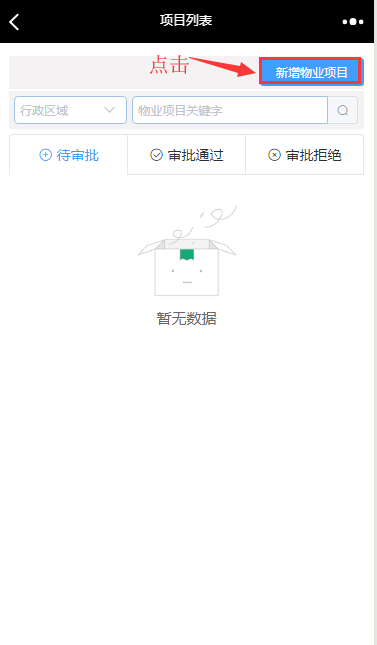 项目列表
点击
新增物业项目
行政区域 物业项目关键字
待审批 审批通过 审批拒绝
暂无数据